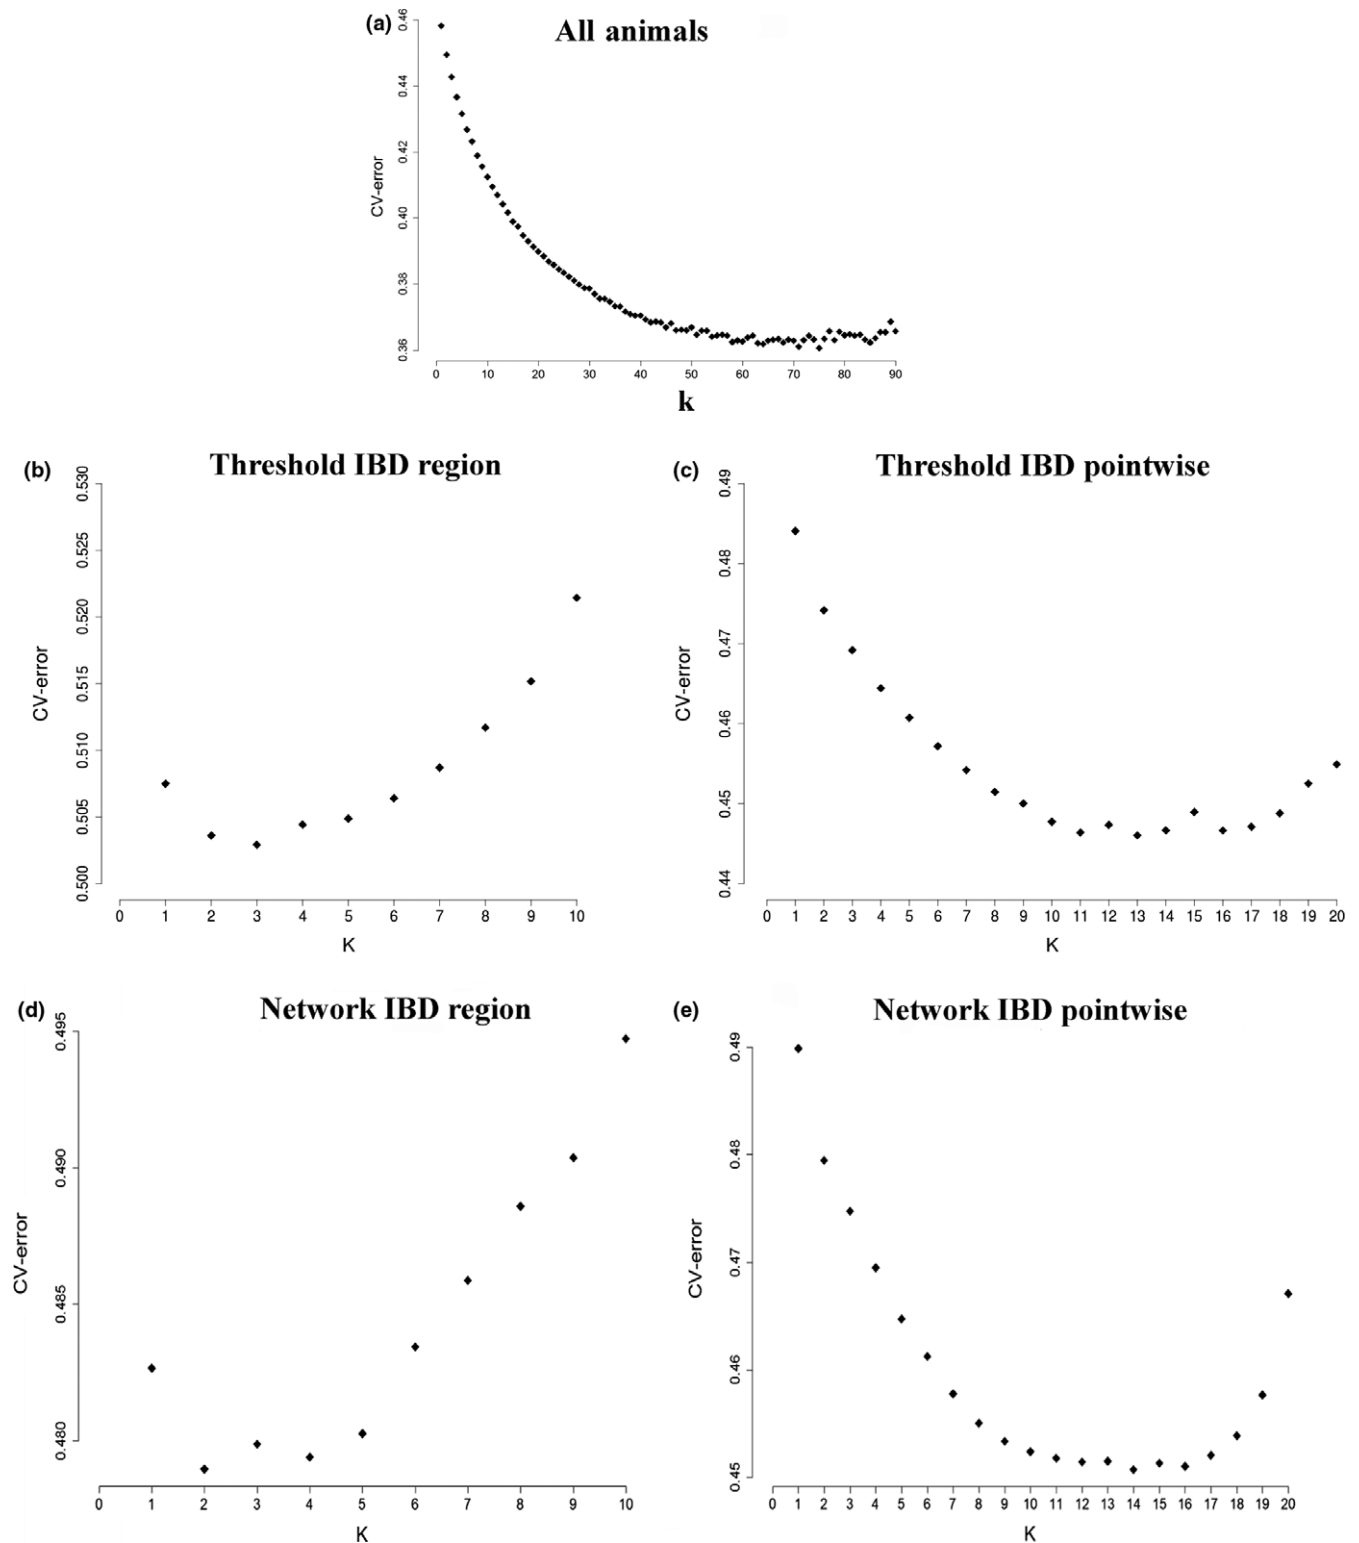 (a) All animals
0.46
0.44
0.42
0.40
0.38
0.36
CV-error
0 10 20 30 40 50 60 70 80 90
k
(b) Threshold IBD region
0.530
0.525
0.520
0.515
0.510
0.505
0.500
CV-error
0 1 2 3 4 5 6 7 8 9 10
K
(c) Threshold IBD pointwise
0.49
0.48
0.47
0.46
0.45
0.44
CV-error
0 1 2 3 4 5 6 7 8 9 10 11 12 13 14 15 16 17 18 19 20
K
(d) Network IBD region
0.495
0.490
0.485
0.480
CV-error
0 1 2 3 4 5 6 7 8 9 10
K
(e) Network IBD pointwise
0.49
0.48
0.47
0.46
0.45
CV-error
0 1 2 3 4 5 6 7 8 9 10 11 12 13 14 15 16 17 18 19 20
K